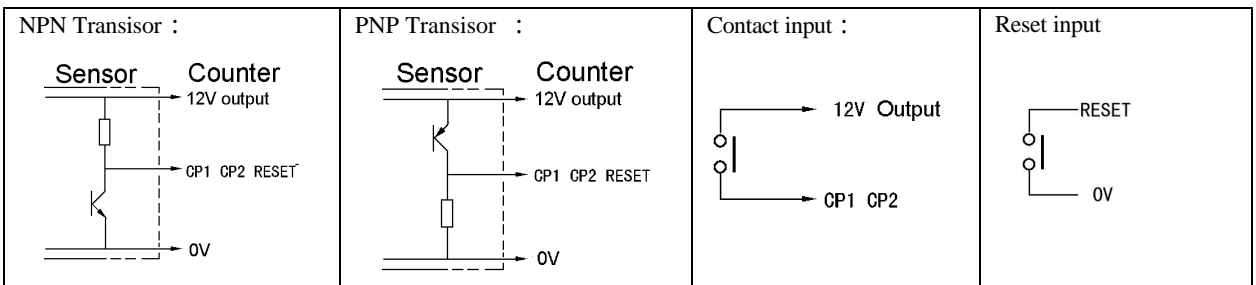 NPN Transisor：
Sensor Counter
12V output
CP1 CP2 RESET
0V
PNP Transisor ：
Sensor Counter
12V output
CP1 CP2 RESET
0V
Contact input：
12V Output
CP1 CP2
Reset input
RESET
0V